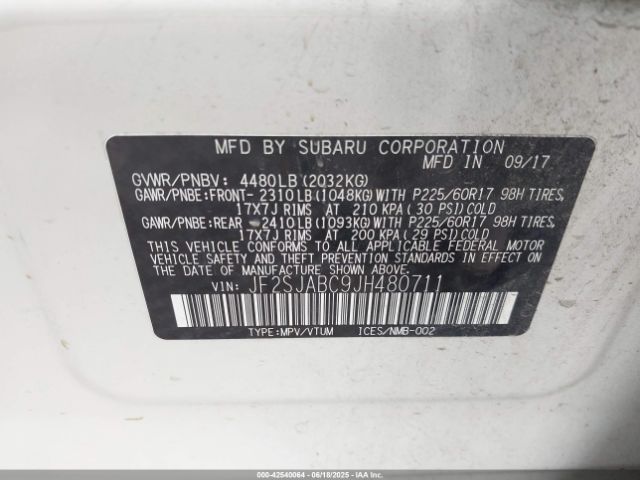 MFD BY SUBARU CORPORATION
MFD IN 09/17
GVWR/PNBV: 4480LB (2032KG)
GAWR/PNBE:FRONT- 2310LB (1048KG) WITH P225/60R17 98H TIRES,
17X7J RIMS AT 210 KPA (30 PSI) COLD
GAWR/PNBE:REAR -2410LB (1093KG) WITH P225/60R17 98H TIRES,
17X7J RIMS AT 200 KPA (29 PSI) COLD
THIS VEHICLE CONFORMS TO ALL APPLICABLE FEDERAL MOTOR
VEHICLE SAFETY, BUMPER, AND THEFT PREVENTION STANDARDS IN EFFECT
ON THE DATE OF MANUFACTURE SHOWN ABOVE.
VIN: JF2SJABC9JH480711
TYPE:MPV/VTUM ICES/NMB-002
000-42540064 - 06/18/2025 - COPART - IAA